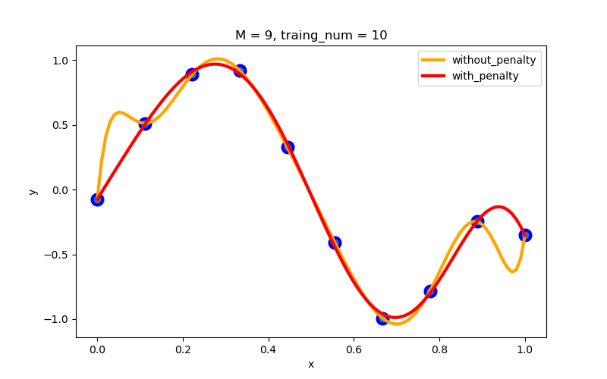 M = 9, traing_num = 10
without_penalty
with_penalty
1.0
0.5
0.0
−0.5
−1.0
y
0.0
0.2
0.4
0.6
0.8
1.0
x